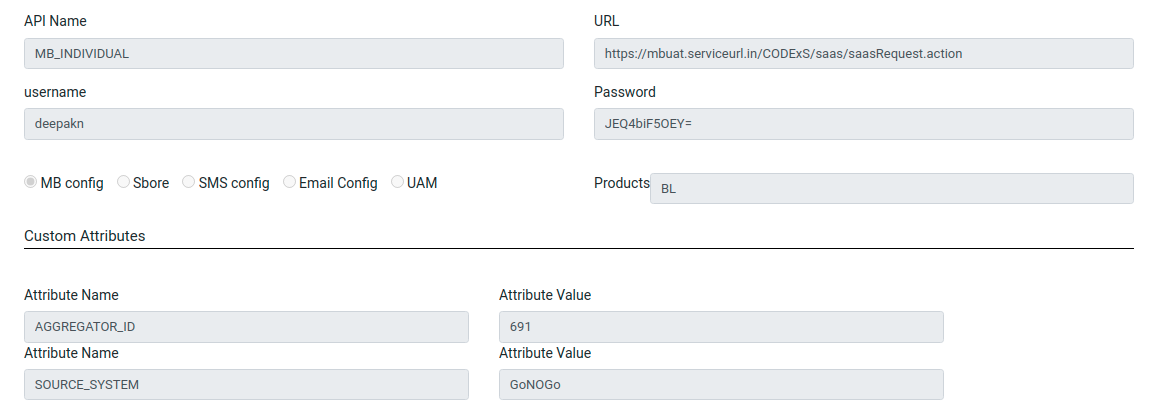 API Name URL
MB_INDIVIDUAL https://mbuat.serviceurl.in/CODExS/saas/saasRequest.action
username Password
deepakn JEQ4biF5OEY=
MB config Sbore SMS config Email Config UAM Products BL
Custom Attributes
Attribute Name Attribute Value
AGGREGATOR_ID 691
Attribute Name Attribute Value
SOURCE_SYSTEM GoNOGo